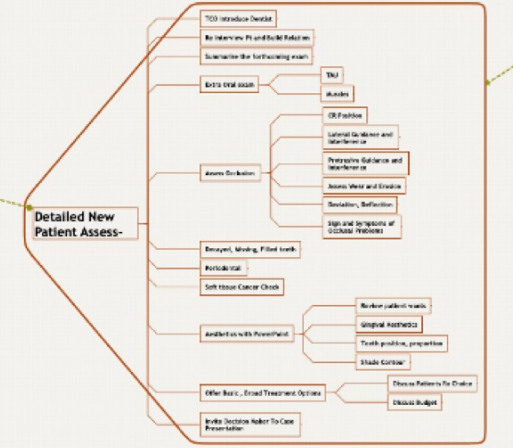 TCO Introduce Dentist
Re Interview Pt and Build Relation
Summarise the forthcoming exam
Extra Oral exam
TMJ
Muscles
Assess Occlusion
CR Position
Lateral Guidance and
Interference
Protrusive Guidance and
Interference
Assess Wear and Erosion
Deviation, Deflection
Sign and Symptoms of
Occlusal Problems
Detailed New
Patient Assess-
Decayed, Missing, Filled teeth
Periodontal
Soft tissue Cancer Check
Aesthetics with PowerPoint
Review patient wants
Gingival Aesthetics
Teeth position, proportion
Shade Contour
Offer Basic, Broad Treatment Options
Discuss Patients Rx Choice
Discuss Budget
Invite Decision Maker To Case
Presentation